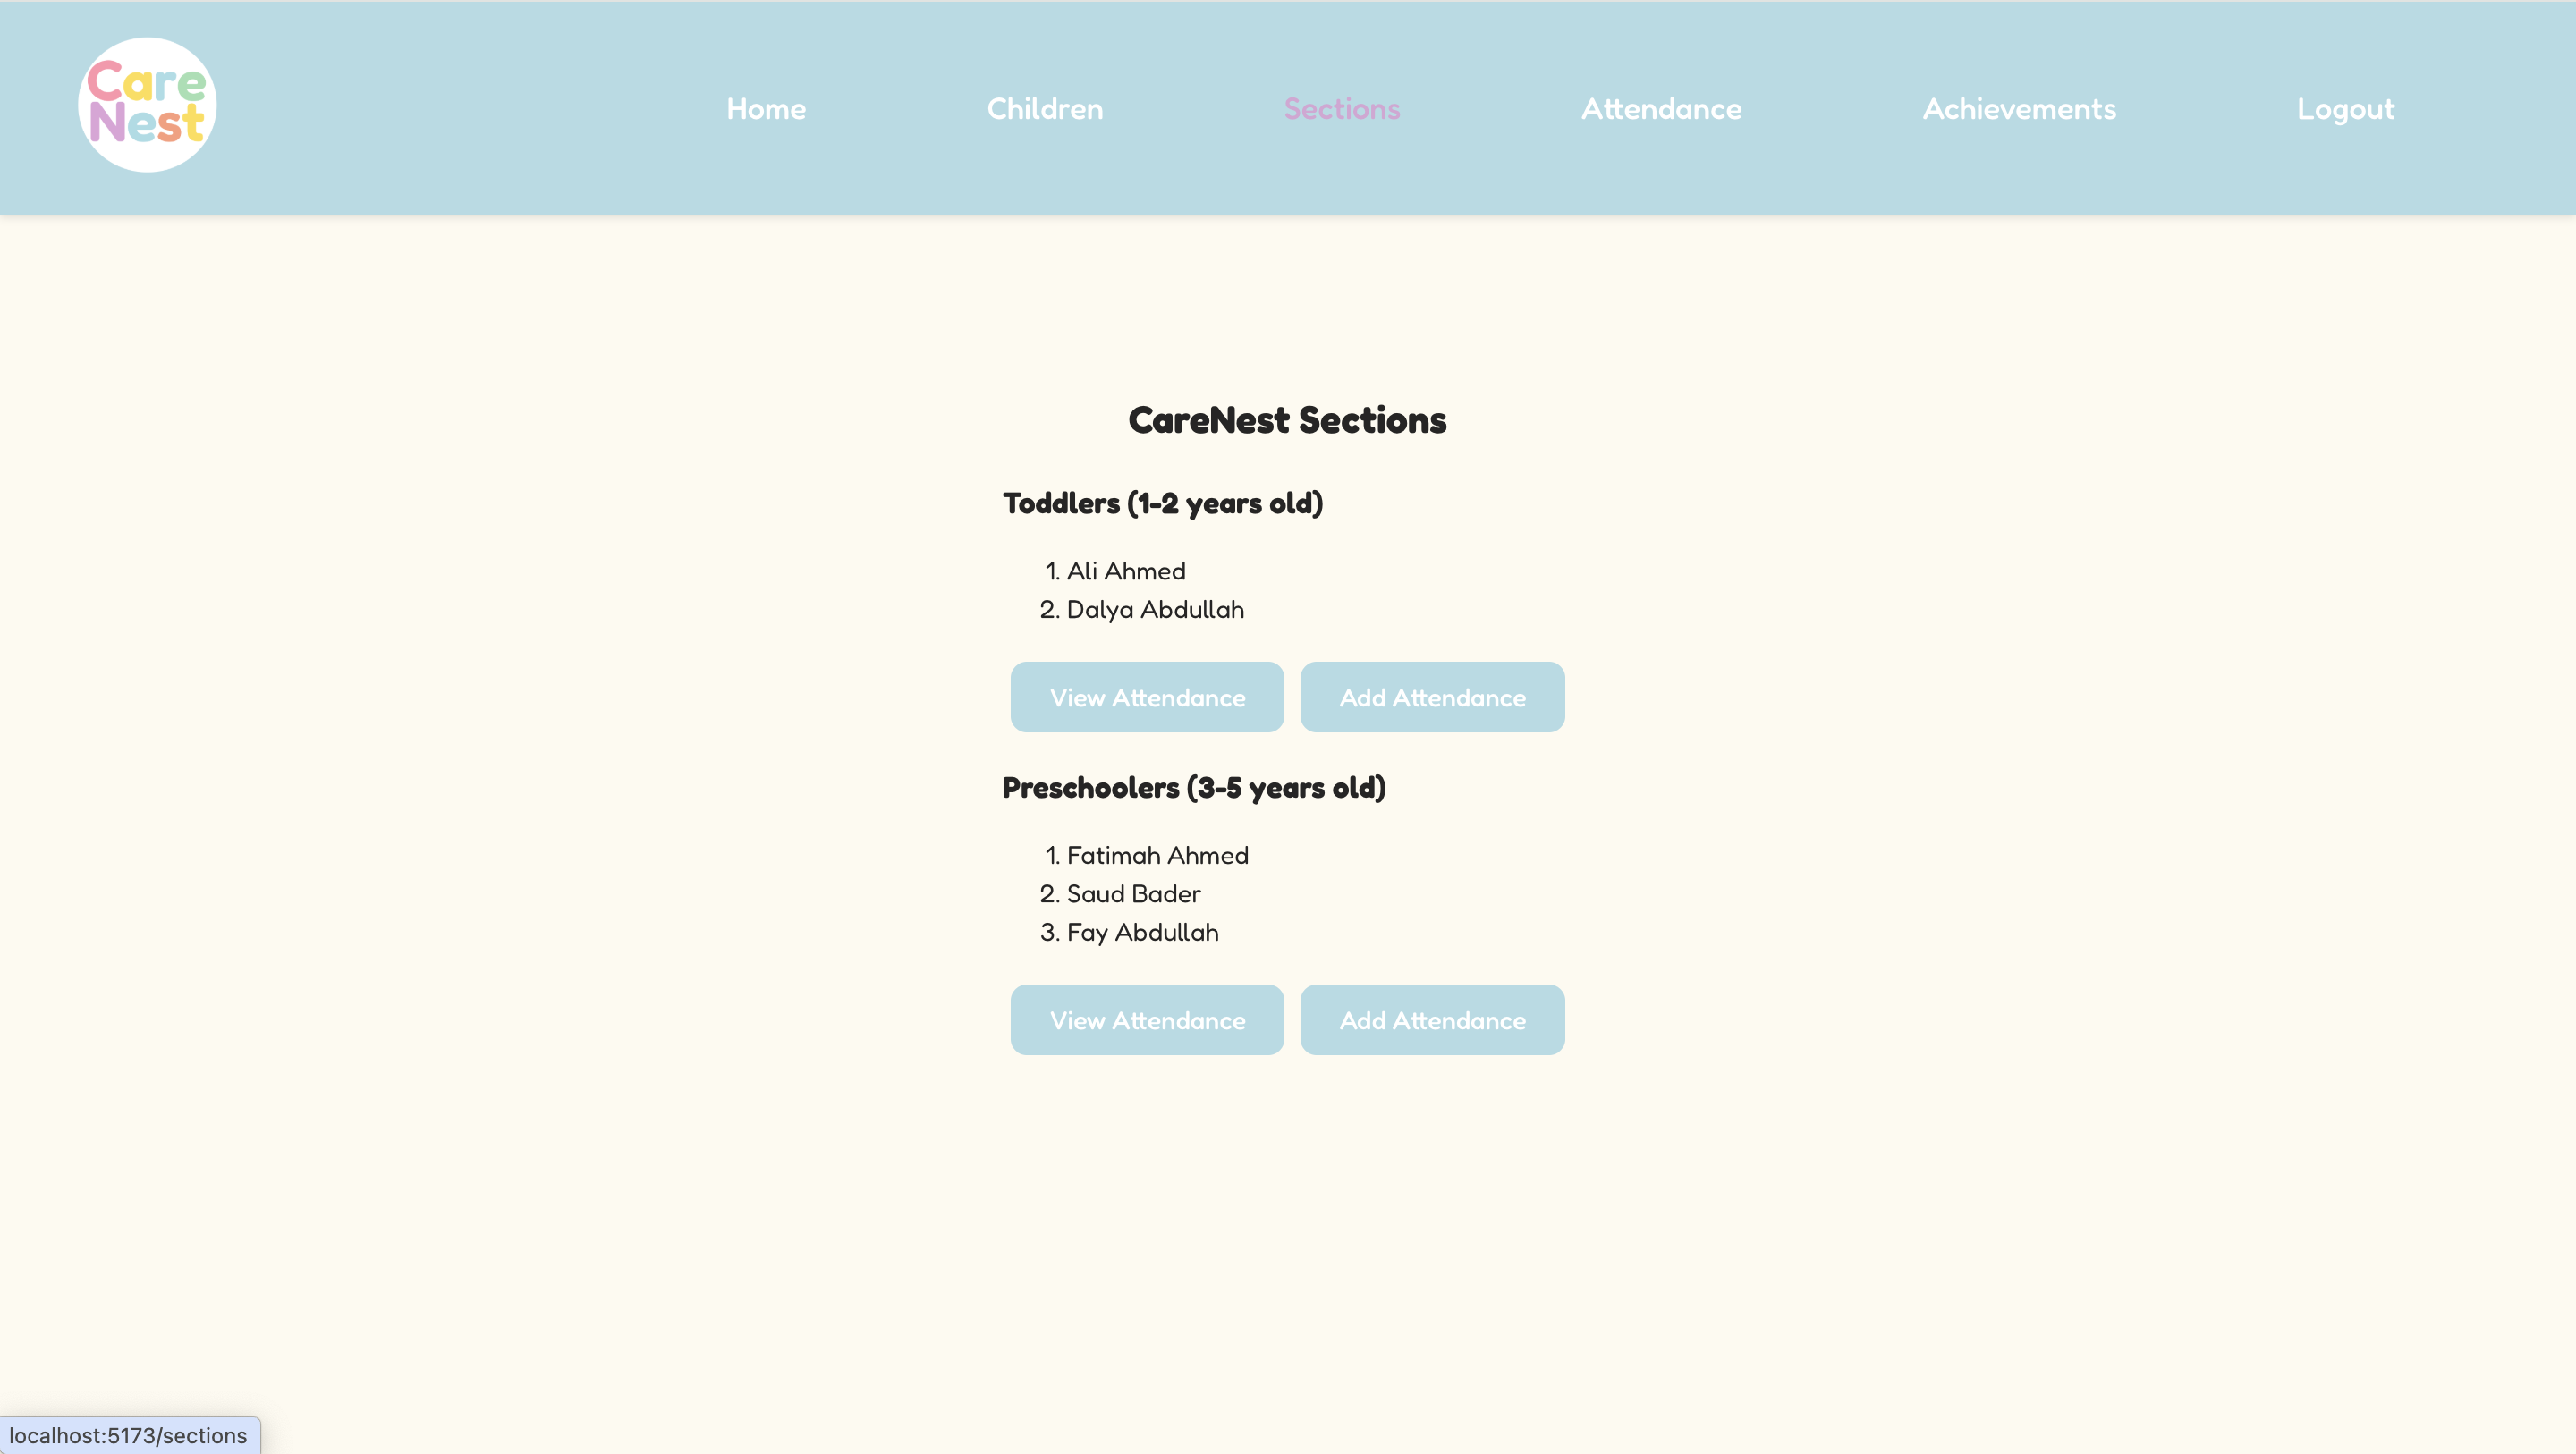 Care
Nest
Home Children Sections Attendance Achievements Logout
CareNest Sections
Toddlers (1-2 years old)
1. Ali Ahmed
2. Dalya Abdullah
View Attendance Add Attendance
Preschoolers (3-5 years old)
1. Fatimah Ahmed
2. Saud Bader
3. Fay Abdullah
View Attendance Add Attendance
localhost:5173/sections